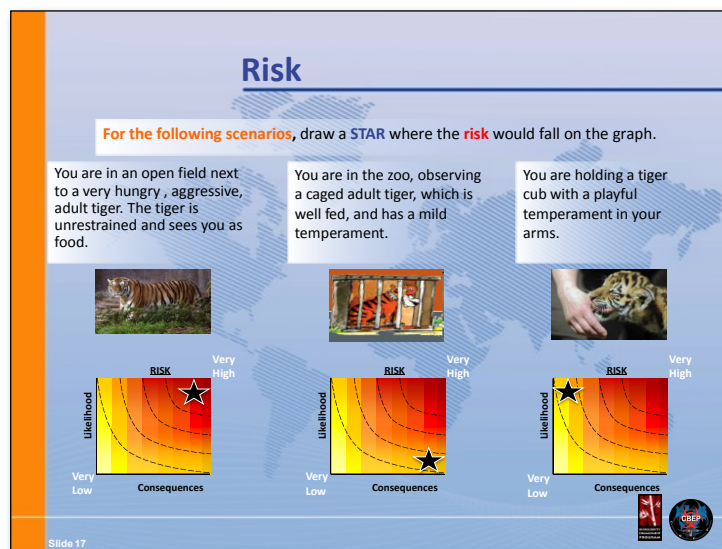 Risk
For the following scenarios, draw a STAR where the risk would fall on the graph.
You are in an open field next
to a very hungry , aggressive,
adult tiger. The tiger is
unrestrained and sees you as
food.
You are in the zoo, observing
a caged adult tiger, which is
well fed, and has a mild
temperament.
You are holding a tiger
cub with a playful
temperament in your
arms.
RISK
Very
High
Likelihood
Very
Low
Consequences
RISK
Very
High
Likelihood
Very
Low
Consequences
RISK
Very
High
Likelihood
Very
Low
Consequences
PROGRAM
CBEP
Slide 17